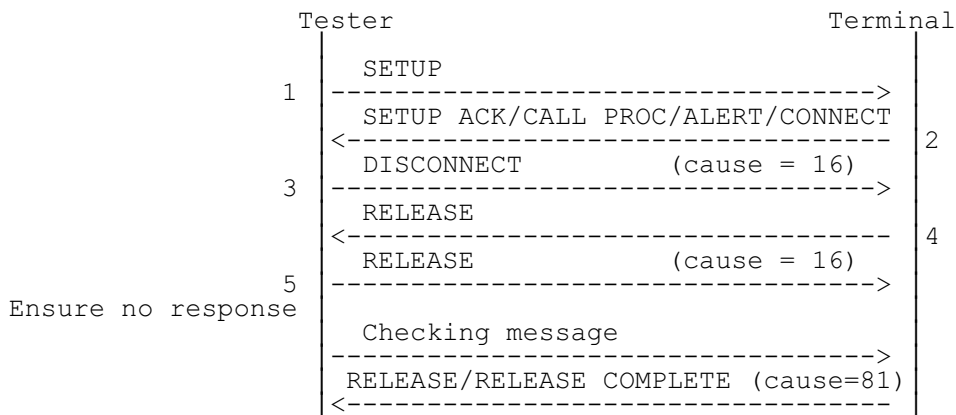 Tester Terminal
SETUP
1 --------------------------------->
SETUP ACK/CALL PROC/ALERT/CONNECT
<--------------------------------- 2
DISCONNECT (cause = 16)
3 --------------------------------->
RELEASE
<--------------------------------- 4
RELEASE (cause = 16)
5 --------------------------------->
Ensure no response
Checking message
--------------------------------->
RELEASE/RELEASE COMPLETE (cause=81)
<---------------------------------